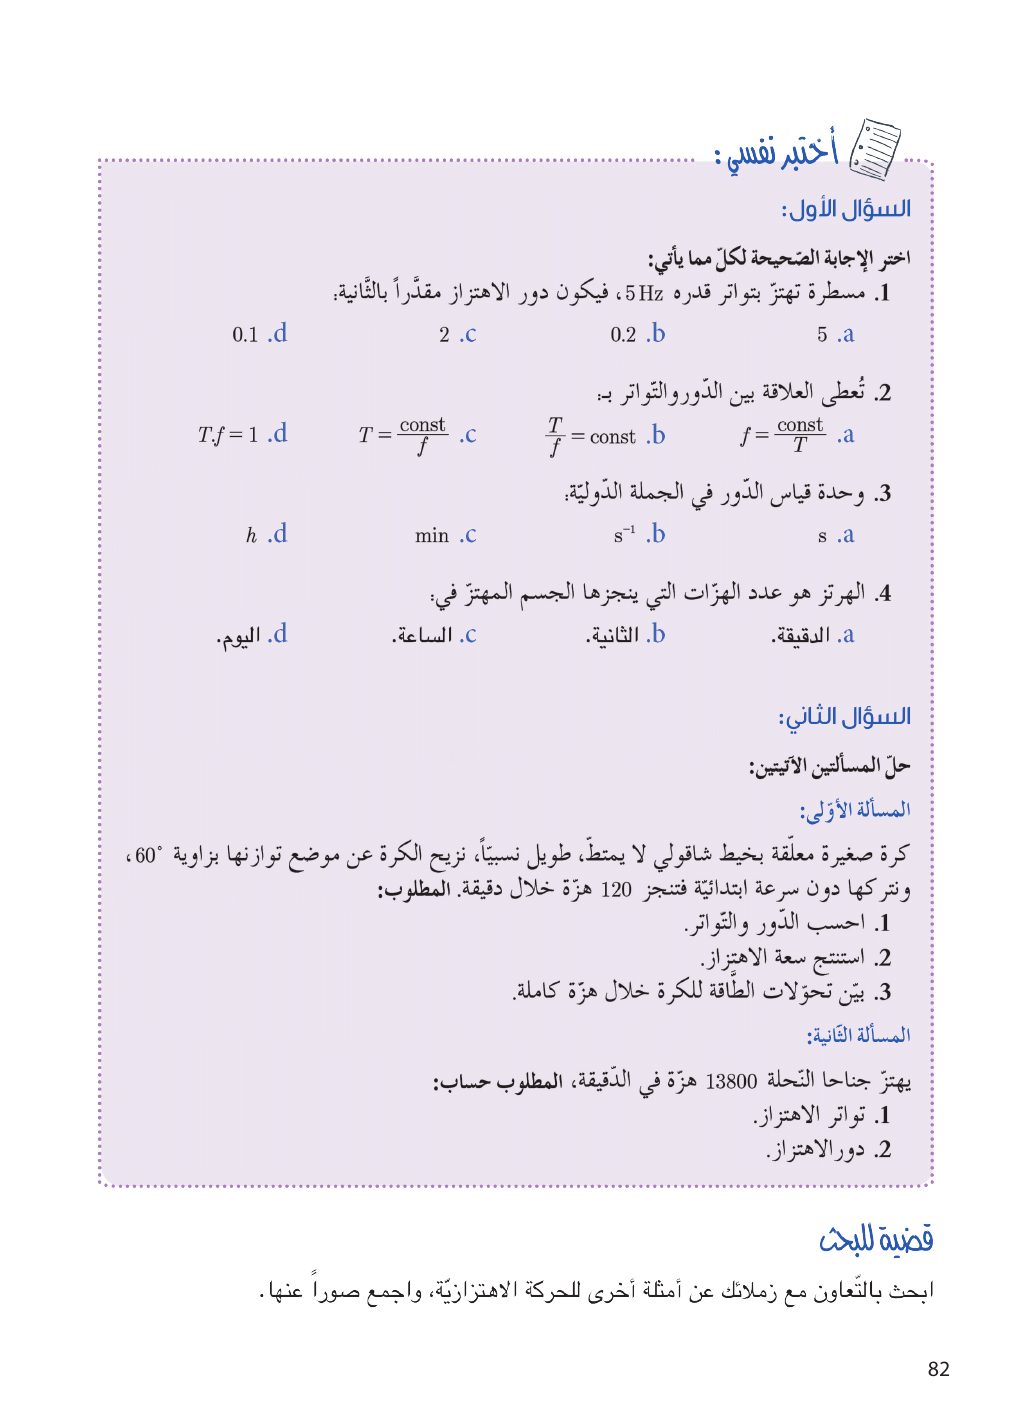 أختبر نفسي:
السؤال الأول:
اختر الإجابة الصّحيحة لكلّ مما يأتي:
1. مسطرة تهتزّ بتواتر قدره 5 Hz، فيكون دور الاهتزاز مقدَّراً بالثَّانية:
a. 5 b. 0.2 c. 2 d. 0.1
2. تُعطى العلاقة بين الدّوروالتّواتر بـ:
a. f = const/T b. T/f = const c. T = const/f d. T.f = 1
3. وحدة قياس الدّور في الجملة الدّوليّة:
a. s b. s⁻¹ c. min d. h
4. الهرتز هو عدد الهزّات التي ينجزها الجسم المهتزّ في:
a. الدقيقة. b. الثانية. c. الساعة. d. اليوم.
السؤال الثاني:
حلّ المسألتين الآتيتين:
المسألة الأوّلى:
كرة صغيرة معلّقة بخيط شاقولي لا يمتطّ، طويل نسبيّاً، نزيح الكرة عن موضع توازنها بزاوية 60°،
ونتركها دون سرعة ابتدائيّة فتنجز 120 هزّة خلال دقيقة. المطلوب:
1. احسب الدّور والتّواتر.
2. استنتج سعة الاهتزاز.
3. بيّن تحوّلات الطَّاقة للكرة خلال هزّة كاملة.
المسألة الثّانية:
يهتزّ جناحا النّحلة 13800 هزّة في الدّقيقة، المطلوب حساب:
1. تواتر الاهتزاز.
2. دورالاهتزاز.
قضية للبحث
ابحث بالتّعاون مع زملائك عن أمثلة أخرى للحركة الاهتزازيّة، واجمع صوراً عنها.
82